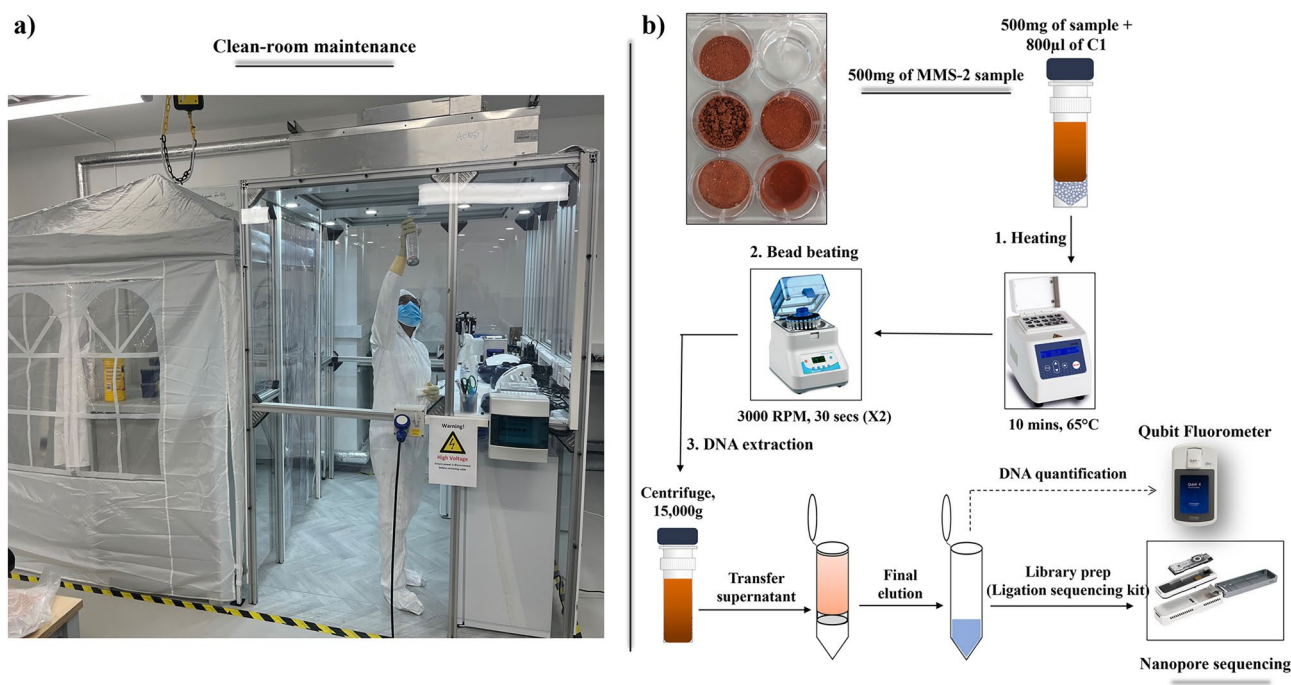 a)
Clean-room maintenance
Warning!
High Voltage
b)
500mg of MMS-2 sample
500mg of sample +
800µl of C1
1. Heating
10 mins, 65°C
2. Bead beating
3000 RPM, 30 secs (X2)
3. DNA extraction
Centrifuge,
15,000g
Transfer
supernatant
Final
elution
DNA quantification
Qubit Fluorometer
Library prep
(Ligation sequencing kit)
Nanopore sequencing